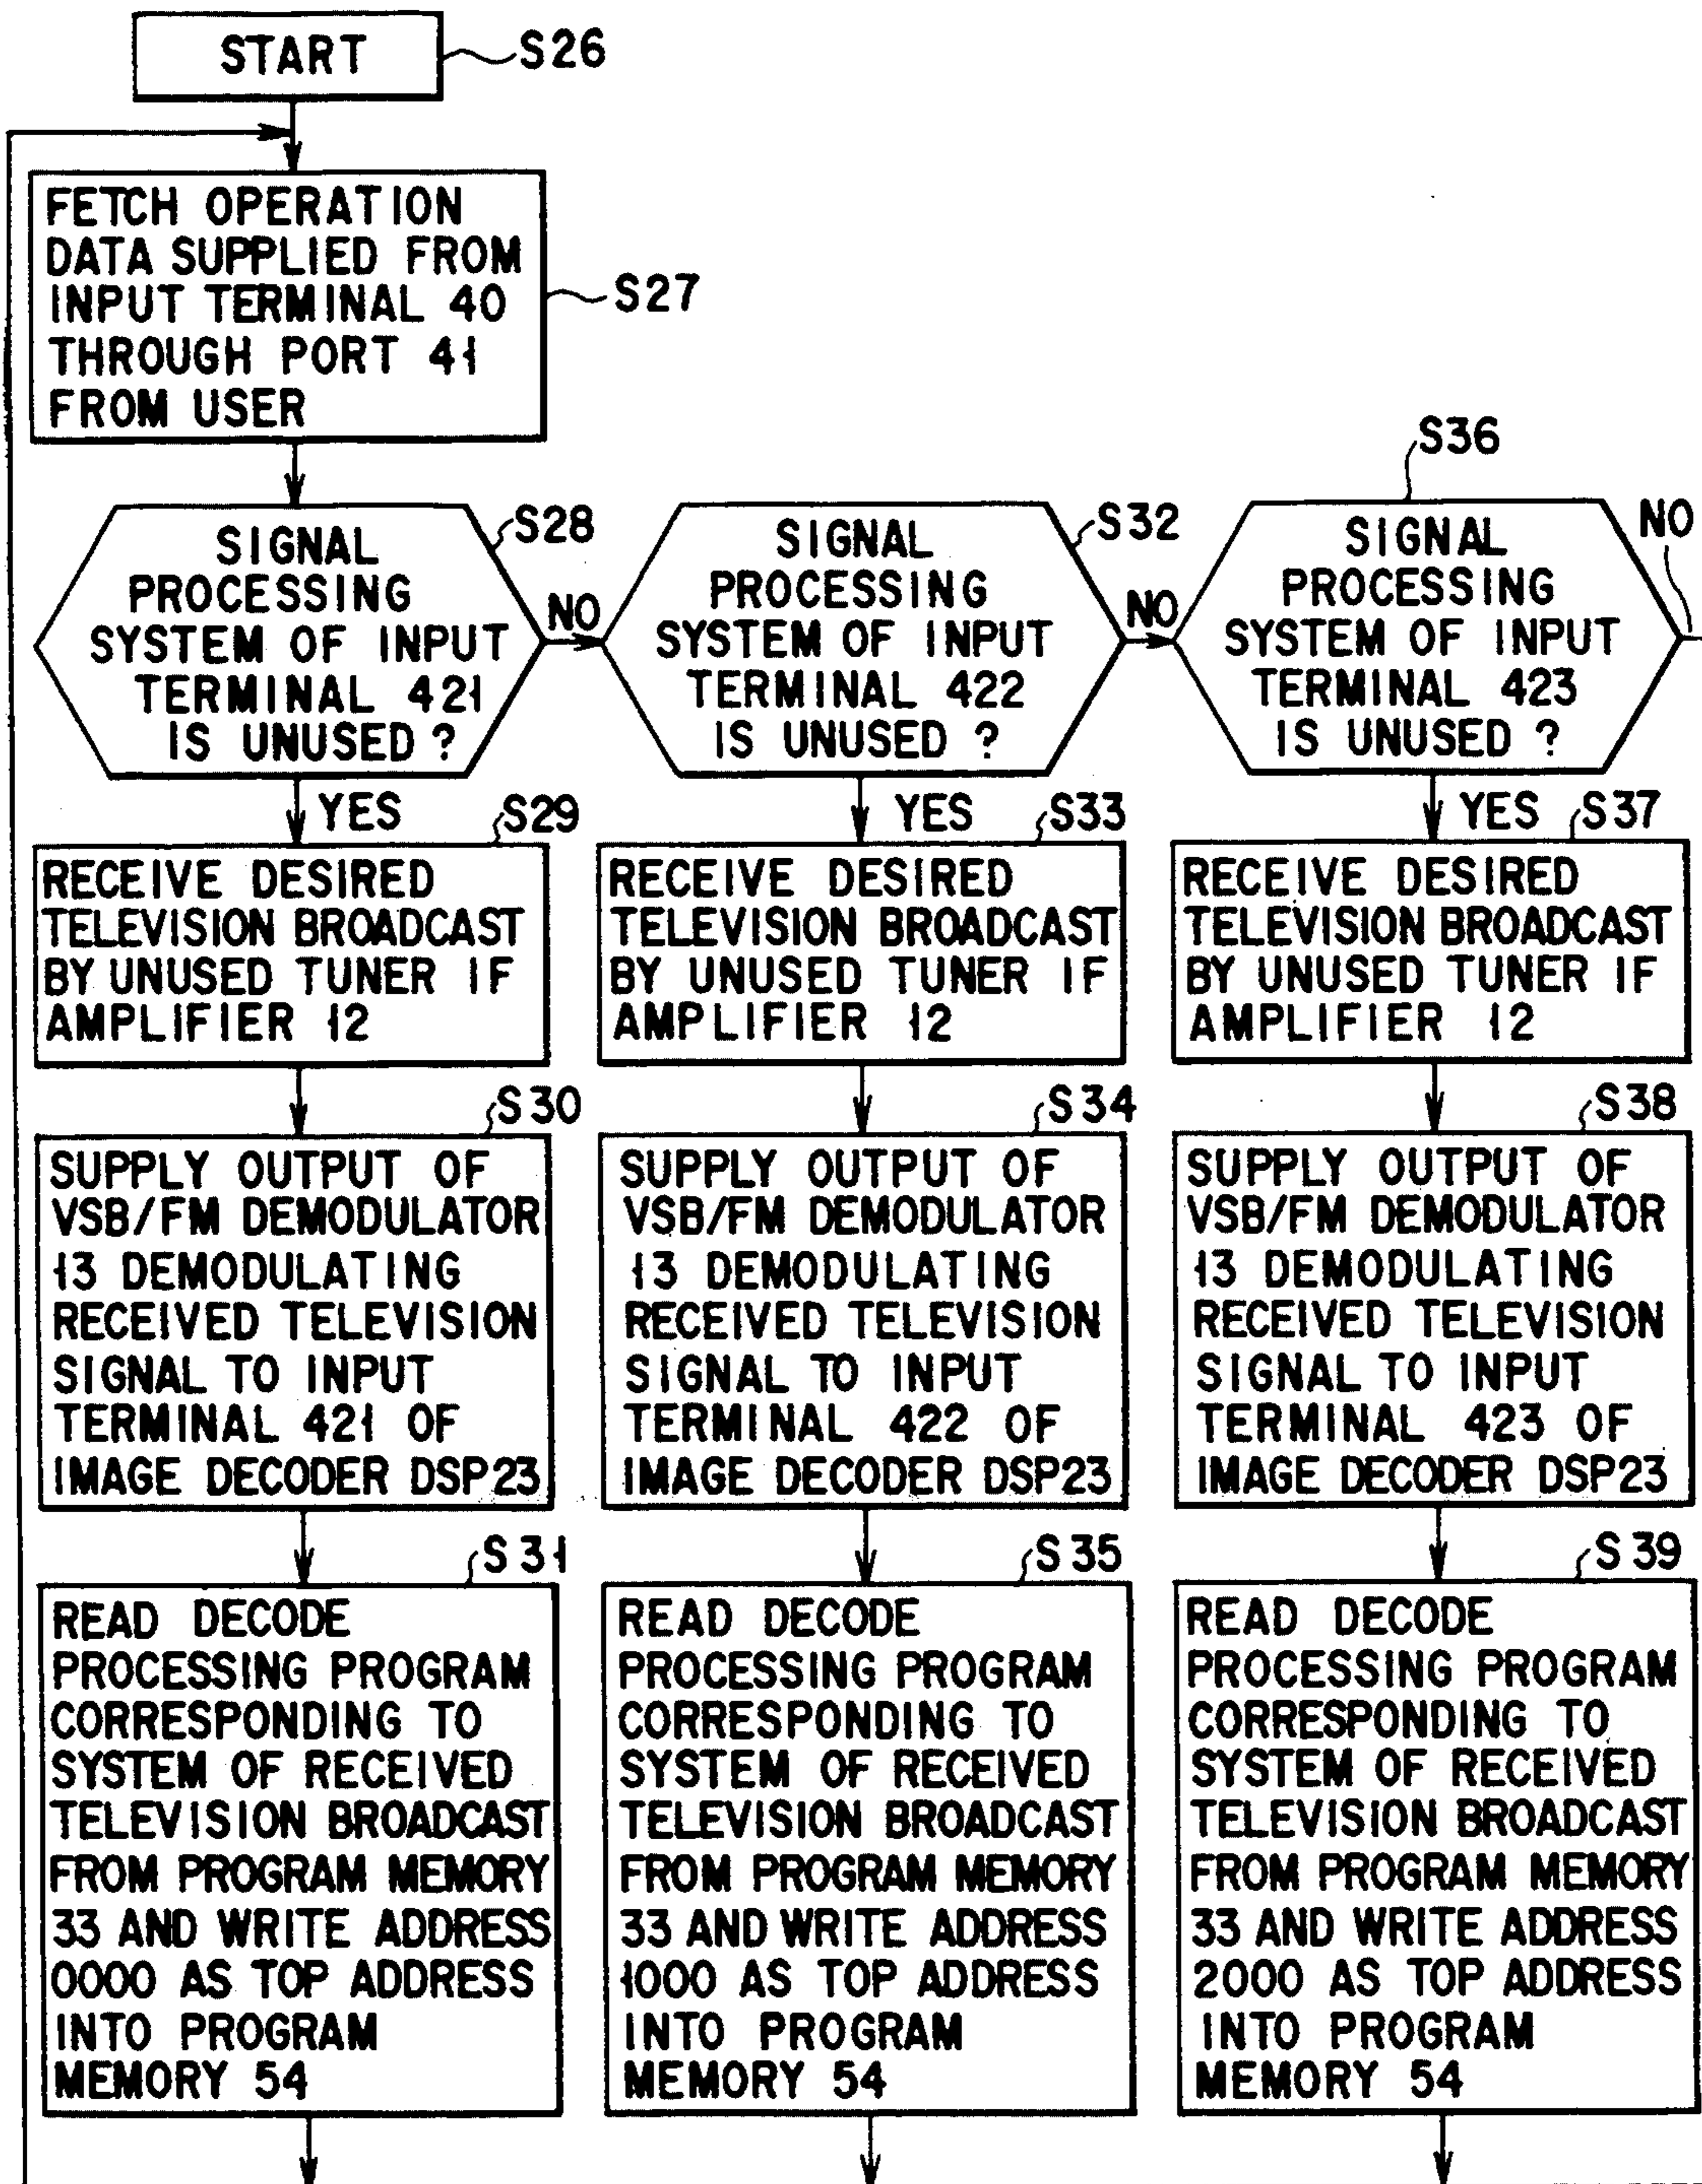 START
S26
FETCH OPERATION
DATA SUPPLIED FROM
INPUT TERMINAL 40
THROUGH PORT 41
FROM USER
S27
SIGNAL
PROCESSING
SYSTEM OF INPUT
TERMINAL 421
IS UNUSED ?
S28
NO
YES
SIGNAL
PROCESSING
SYSTEM OF INPUT
TERMINAL 422
IS UNUSED ?
S32
NO
YES
SIGNAL
PROCESSING
SYSTEM OF INPUT
TERMINAL 423
IS UNUSED ?
S36
NO
YES
S29
RECEIVE DESIRED
TELEVISION BROADCAST
BY UNUSED TUNER IF
AMPLIFIER 12
S33
RECEIVE DESIRED
TELEVISION BROADCAST
BY UNUSED TUNER IF
AMPLIFIER 12
S37
RECEIVE DESIRED
TELEVISION BROADCAST
BY UNUSED TUNER IF
AMPLIFIER 12
S30
SUPPLY OUTPUT OF
VSB/FM DEMODULATOR
13 DEMODULATING
RECEIVED TELEVISION
SIGNAL TO INPUT
TERMINAL 421 OF
IMAGE DECODER DSP23
S34
SUPPLY OUTPUT OF
VSB/FM DEMODULATOR
13 DEMODULATING
RECEIVED TELEVISION
SIGNAL TO INPUT
TERMINAL 422 OF
IMAGE DECODER DSP23
S38
SUPPLY OUTPUT OF
VSB/FM DEMODULATOR
13 DEMODULATING
RECEIVED TELEVISION
SIGNAL TO INPUT
TERMINAL 423 OF
IMAGE DECODER DSP23
S31
READ DECODE
PROCESSING PROGRAM
CORRESPONDING TO
SYSTEM OF RECEIVED
TELEVISION BROADCAST
FROM PROGRAM MEMORY
33 AND WRITE ADDRESS
0000 AS TOP ADDRESS
INTO PROGRAM
MEMORY 54
S35
READ DECODE
PROCESSING PROGRAM
CORRESPONDING TO
SYSTEM OF RECEIVED
TELEVISION BROADCAST
FROM PROGRAM MEMORY
33 AND WRITE ADDRESS
1000 AS TOP ADDRESS
INTO PROGRAM
MEMORY 54
S39
READ DECODE
PROCESSING PROGRAM
CORRESPONDING TO
SYSTEM OF RECEIVED
TELEVISION BROADCAST
FROM PROGRAM MEMORY
33 AND WRITE ADDRESS
2000 AS TOP ADDRESS
INTO PROGRAM
MEMORY 54